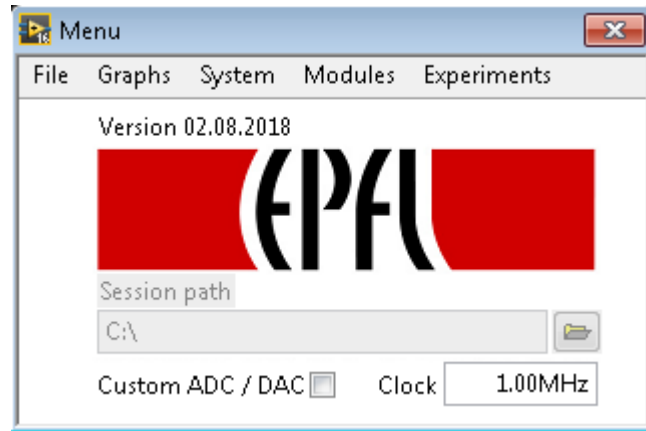 Menu
File Graphs System Modules Experiments
Version 02.08.2018
EPFL
Session path
C:\
Custom ADC / DAC Clock 1.00MHz